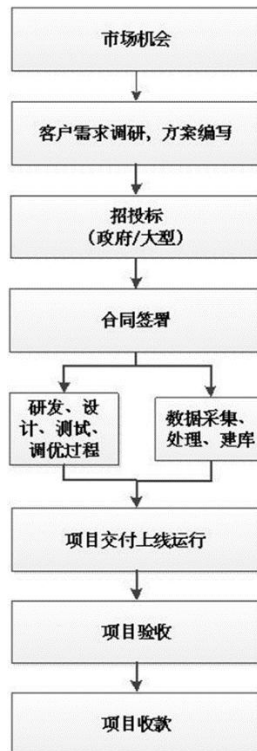 市场机会
客户需求调研，方案编写
招投标
（政府/大型）
合同签署
研发、设
计、测试、
调优过程
数据采集、
处理、建库
项目交付上线运行
项目验收
项目收款